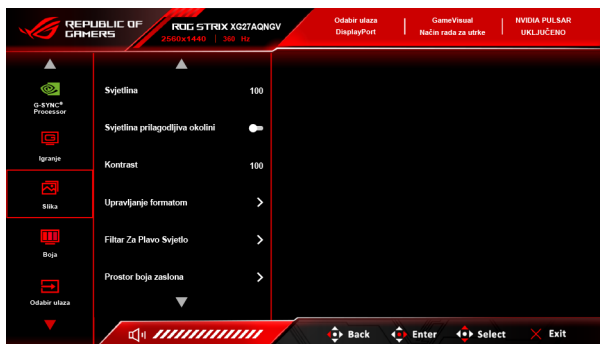 REPUBLIC OF
GAMERS
ROG STRIX XG27AQNGV
2560x1440 | 360 Hz
Odabir ulaza
DisplayPort
GameVisual
Način rada za utrke
NVIDIA PULSAR
UKLJUČENO
G-SYNC®
Processor
Igranje
Slika
Boja
Odabir ulaza
Svjetlina 100
Svjetlina prilagodljiva okolini
Kontrast 100
Upravljanje formatom
Filtar Za Plavo Svjetlo
Prostor boja zaslona
Back Enter Select Exit